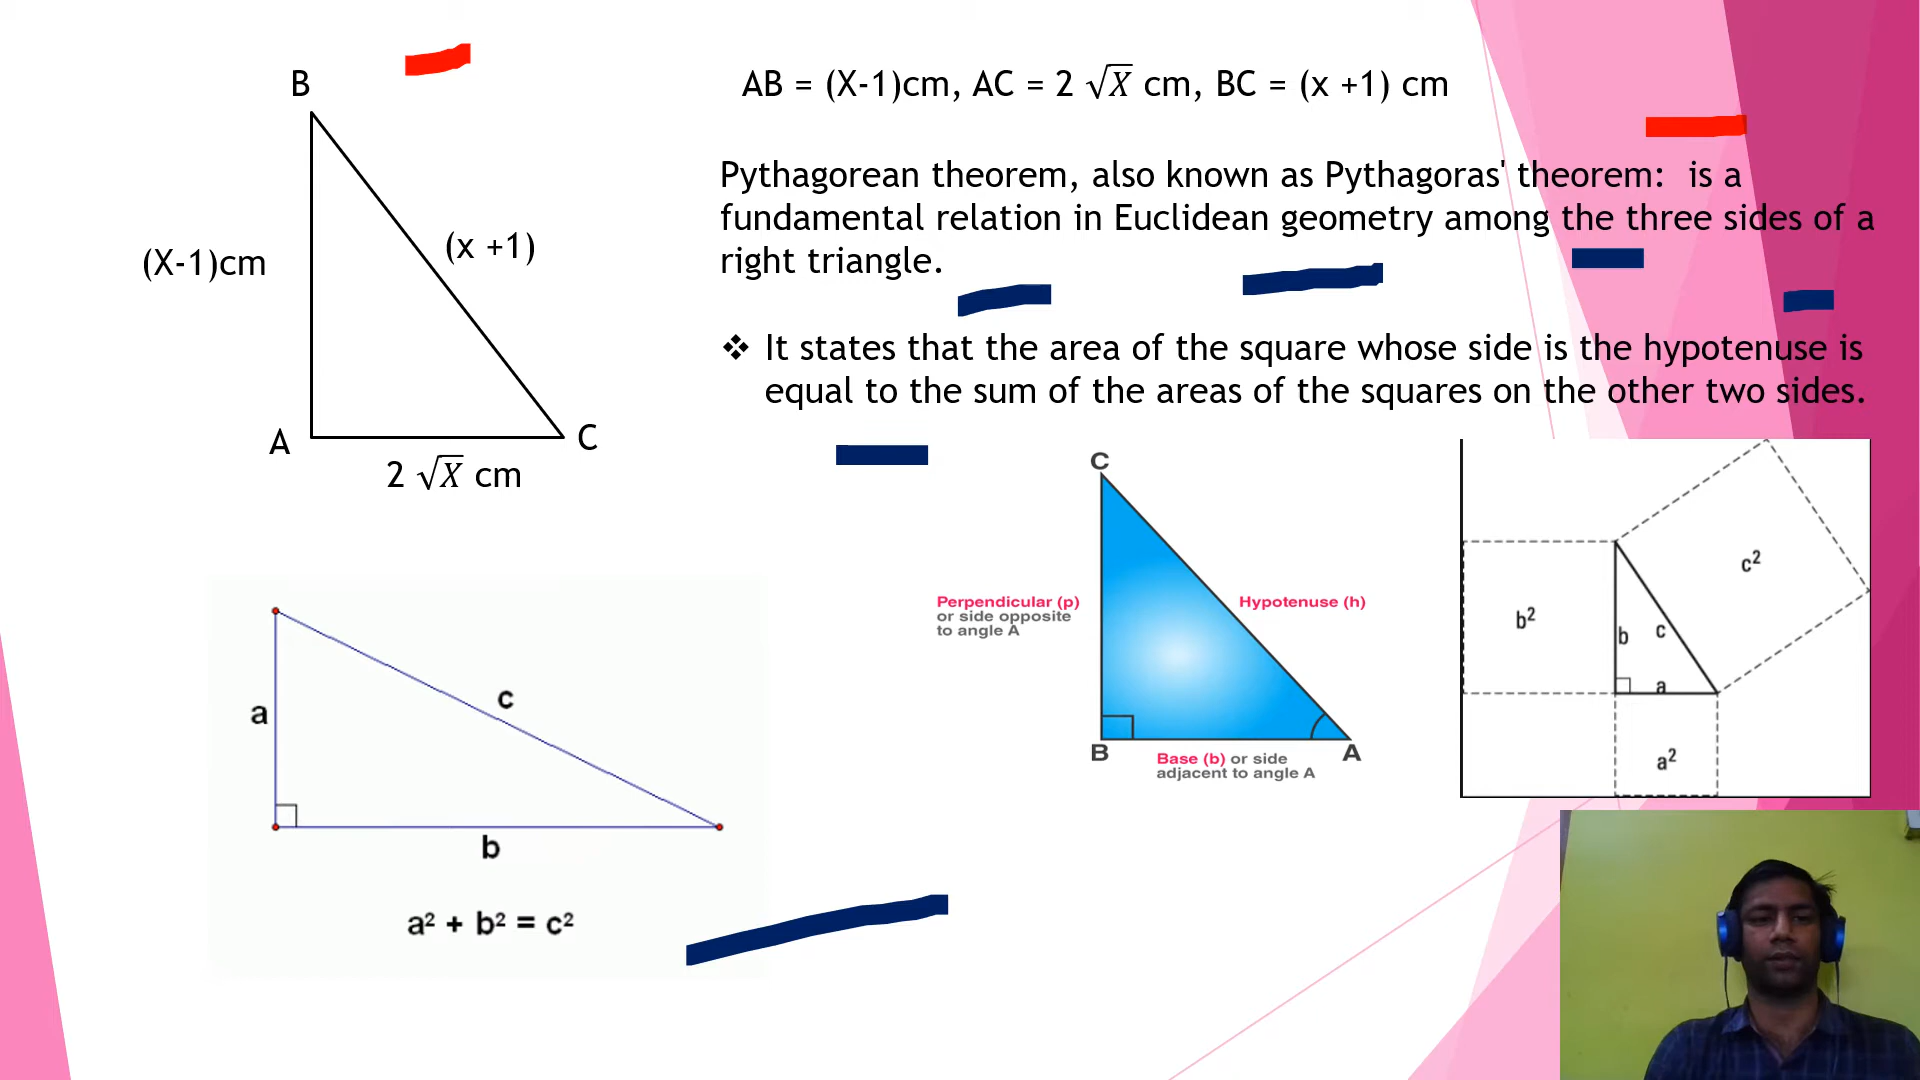 B
AB = (X-1)cm, AC = 2 √X cm, BC = (x +1) cm
Pythagorean theorem, also known as Pythagoras' theorem: is a
fundamental relation in Euclidean geometry among the three sides of a
right triangle.
(x +1)
(X-1)cm
❖ It states that the area of the square whose side is the hypotenuse is
equal to the sum of the areas of the squares on the other two sides.
A
C
2 √X cm
C
Perpendicular (p)
or side opposite
to angle A
Hypotenuse (h)
B
A
Base (b) or side
adjacent to angle A
c²
b²
b
c
a
a²
a
c
b
a² + b² = c²